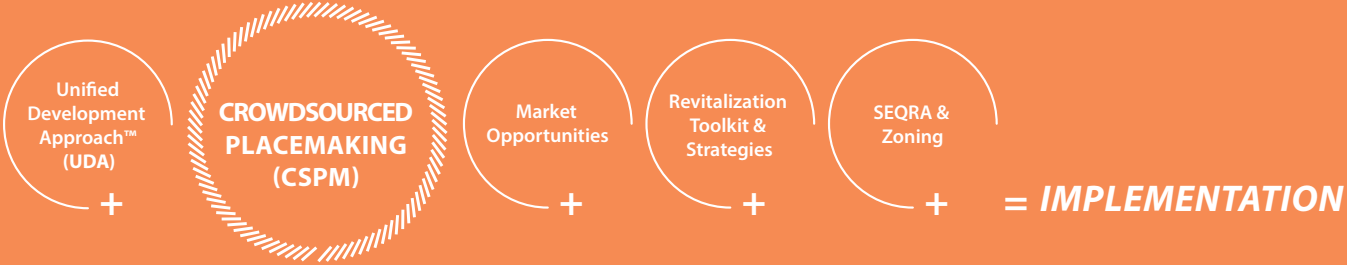 Unified
Development
Approach™
(UDA)
+
CROWDSOURCED
PLACEMAKING
(CSPM)
Market
Opportunities
+
Revitalization
Toolkit &
Strategies
+
SEQRA &
Zoning
+
= IMPLEMENTATION